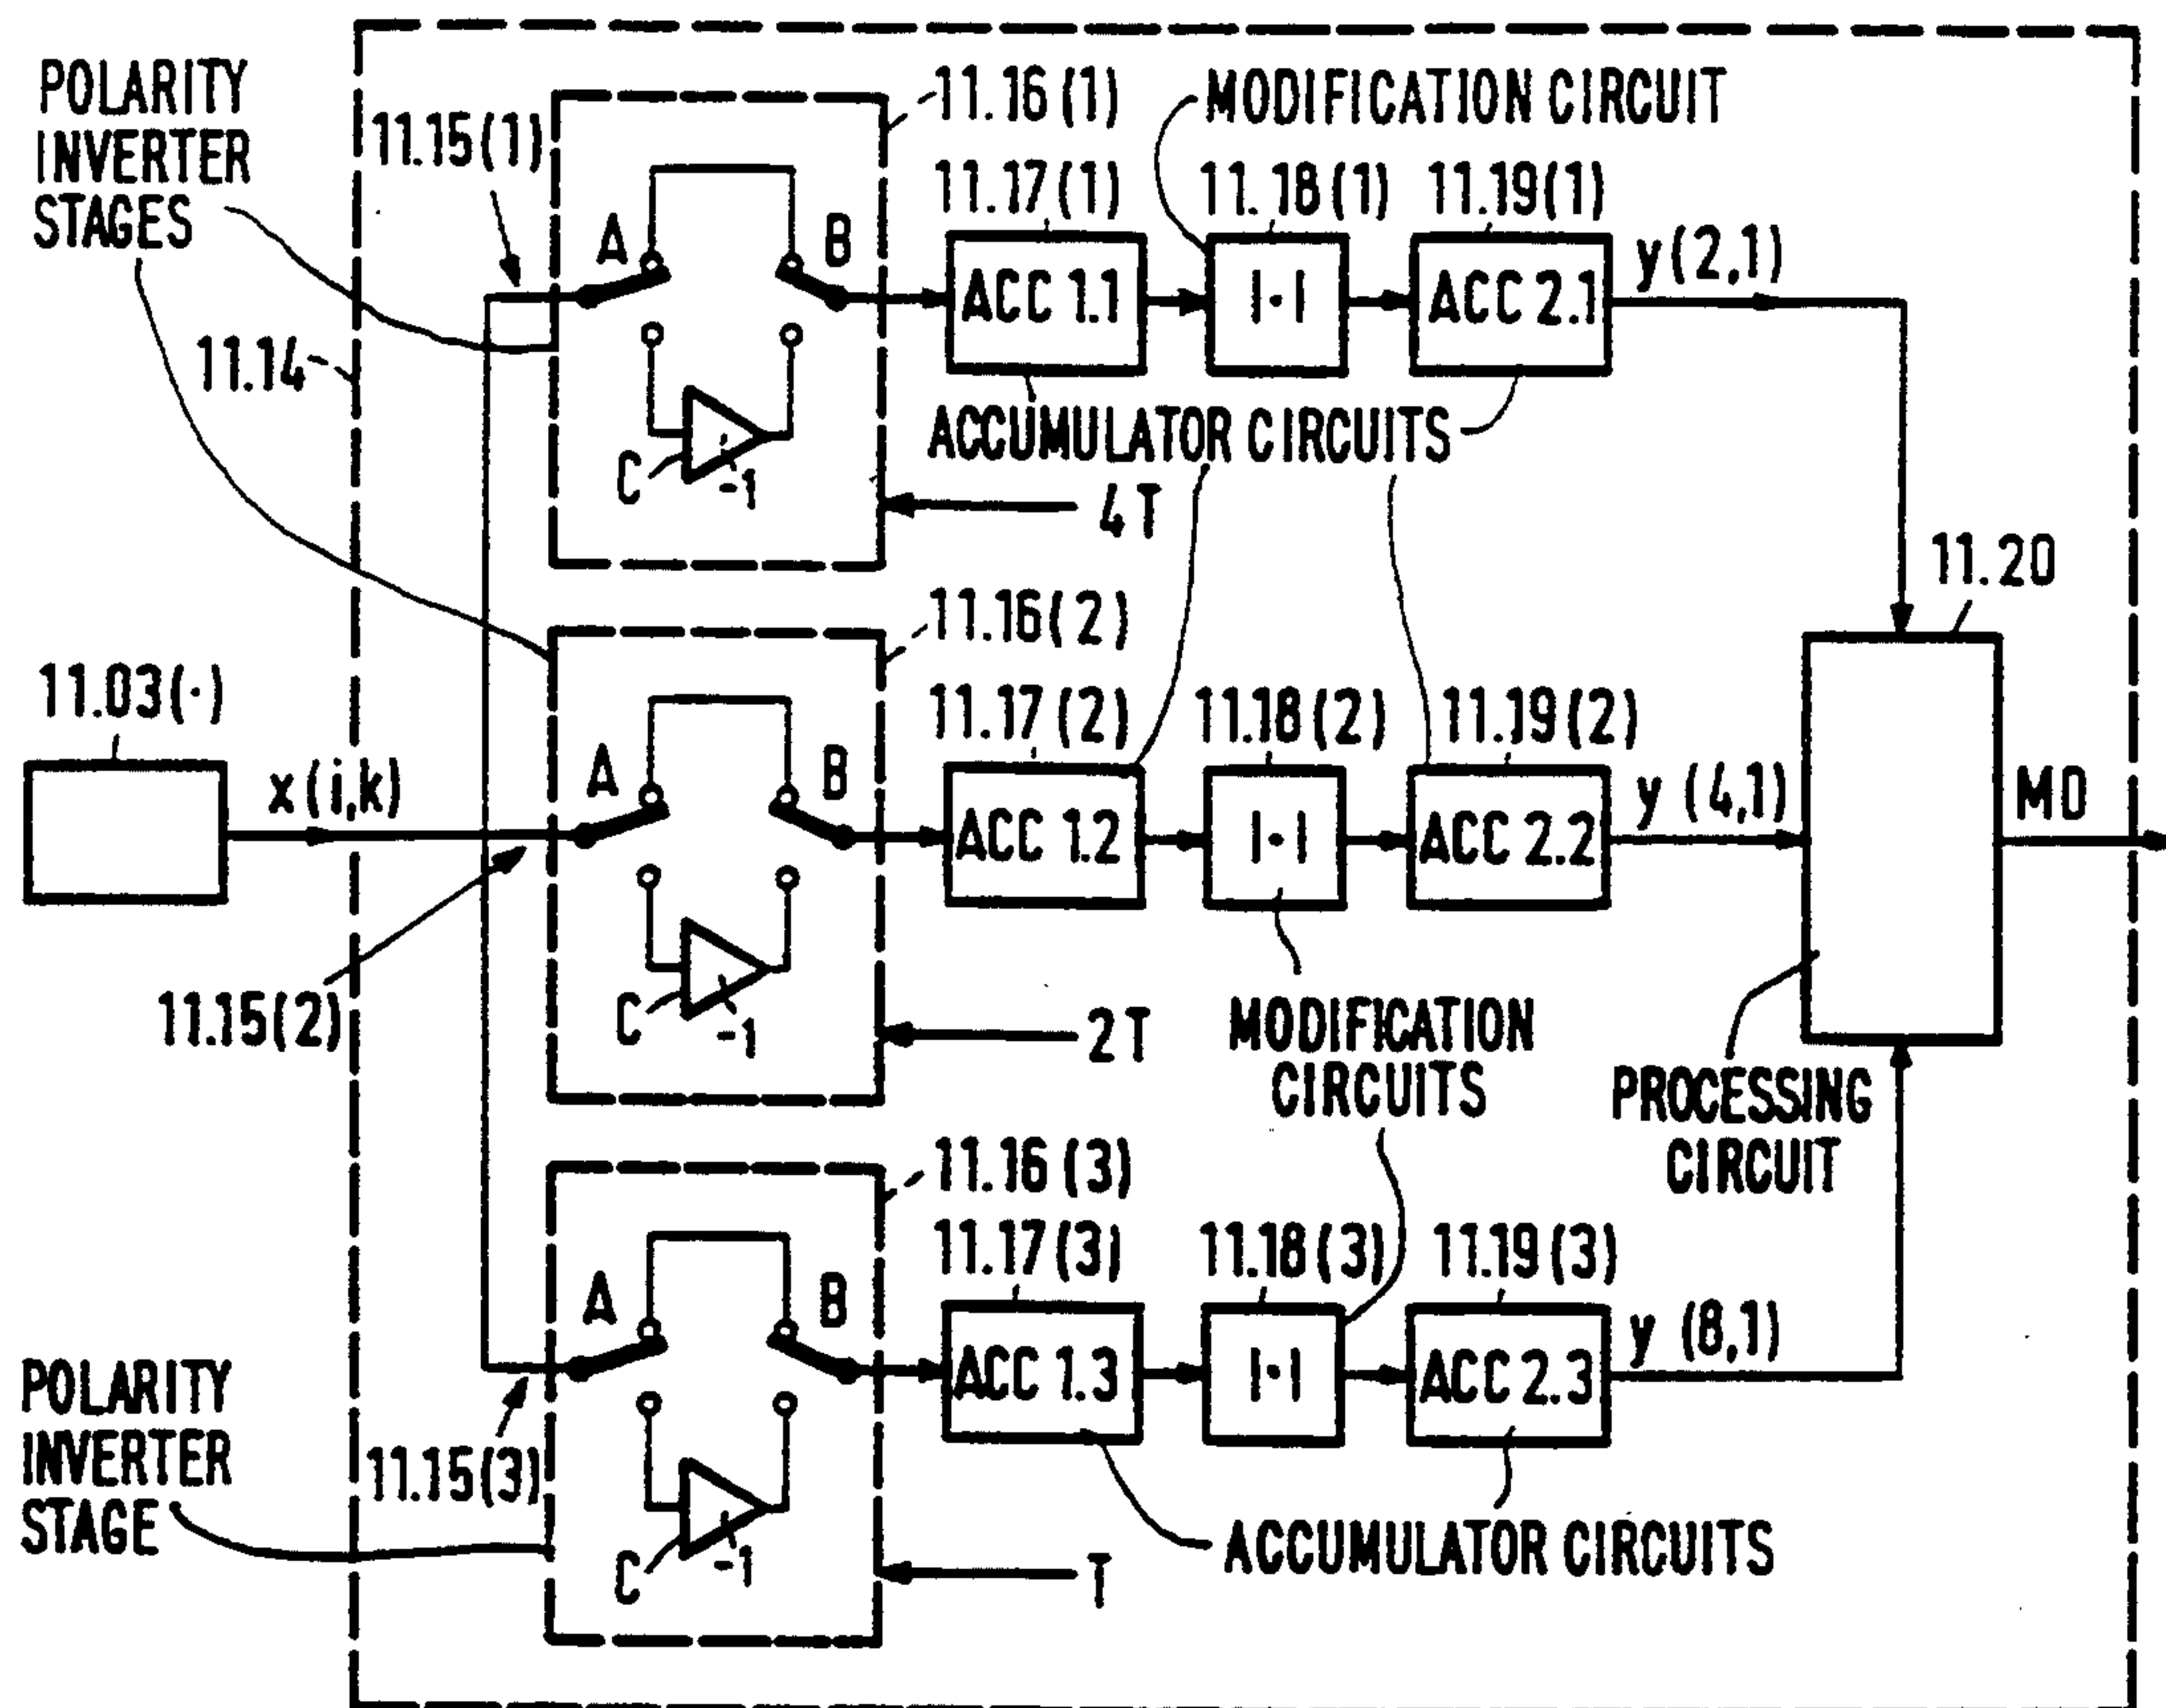 POLARITY
INVERTER
STAGES
11.15(1)
11.16(1)
MODIFICATION CIRCUIT
11.17(1)
11.18(1)
11.19(1)
A
B
ACC 1.1
|·|
ACC 2.1
y(2,1)
11.14
C
-1
ACCUMULATOR CIRCUITS
4T
11.20
11.16(2)
11.03(·)
11.17(2)
11.18(2)
11.19(2)
x(i,k)
A
B
ACC 1.2
|·|
ACC 2.2
y (4,1)
MD
C
-1
11.15(2)
2T
MODIFICATION
CIRCUITS
PROCESSING
CIRCUIT
11.16(3)
11.17(3)
11.18(3)
11.19(3)
A
B
ACC 1.3
|·|
ACC 2.3
y (8,1)
POLARITY
INVERTER
STAGE
11.15(3)
C
-1
T
ACCUMULATOR CIRCUITS